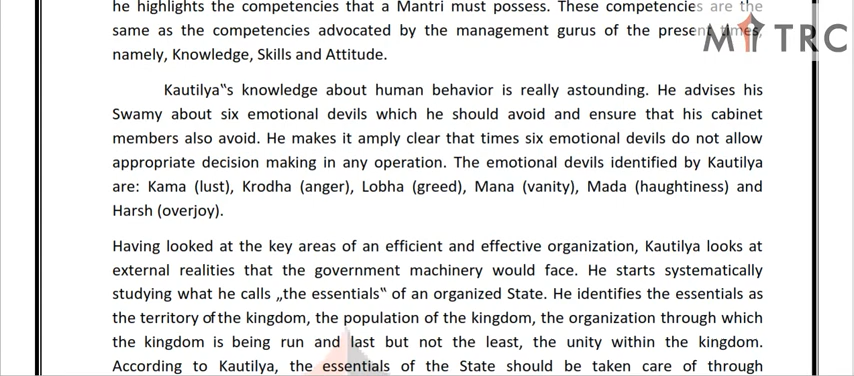 he highlights the competencies that a Mantri must possess. These competencies are the
same as the competencies advocated by the management gurus of the present times,
namely, Knowledge, Skills and Attitude.
MITRC
Kautilya‟s knowledge about human behavior is really astounding. He advises his
Swamy about six emotional devils which he should avoid and ensure that his cabinet
members also avoid. He makes it amply clear that times six emotional devils do not allow
appropriate decision making in any operation. The emotional devils identified by Kautilya
are: Kama (lust), Krodha (anger), Lobha (greed), Mana (vanity), Mada (haughtiness) and
Harsh (overjoy).
Having looked at the key areas of an efficient and effective organization, Kautilya looks at
external realities that the government machinery would face. He starts systematically
studying what he calls „the essentials‟ of an organized State. He identifies the essentials as
the territory of the kingdom, the population of the kingdom, the organization through which
the kingdom is being run and last but not the least, the unity within the kingdom.
According to Kautilya, the essentials of the State should be taken care of through